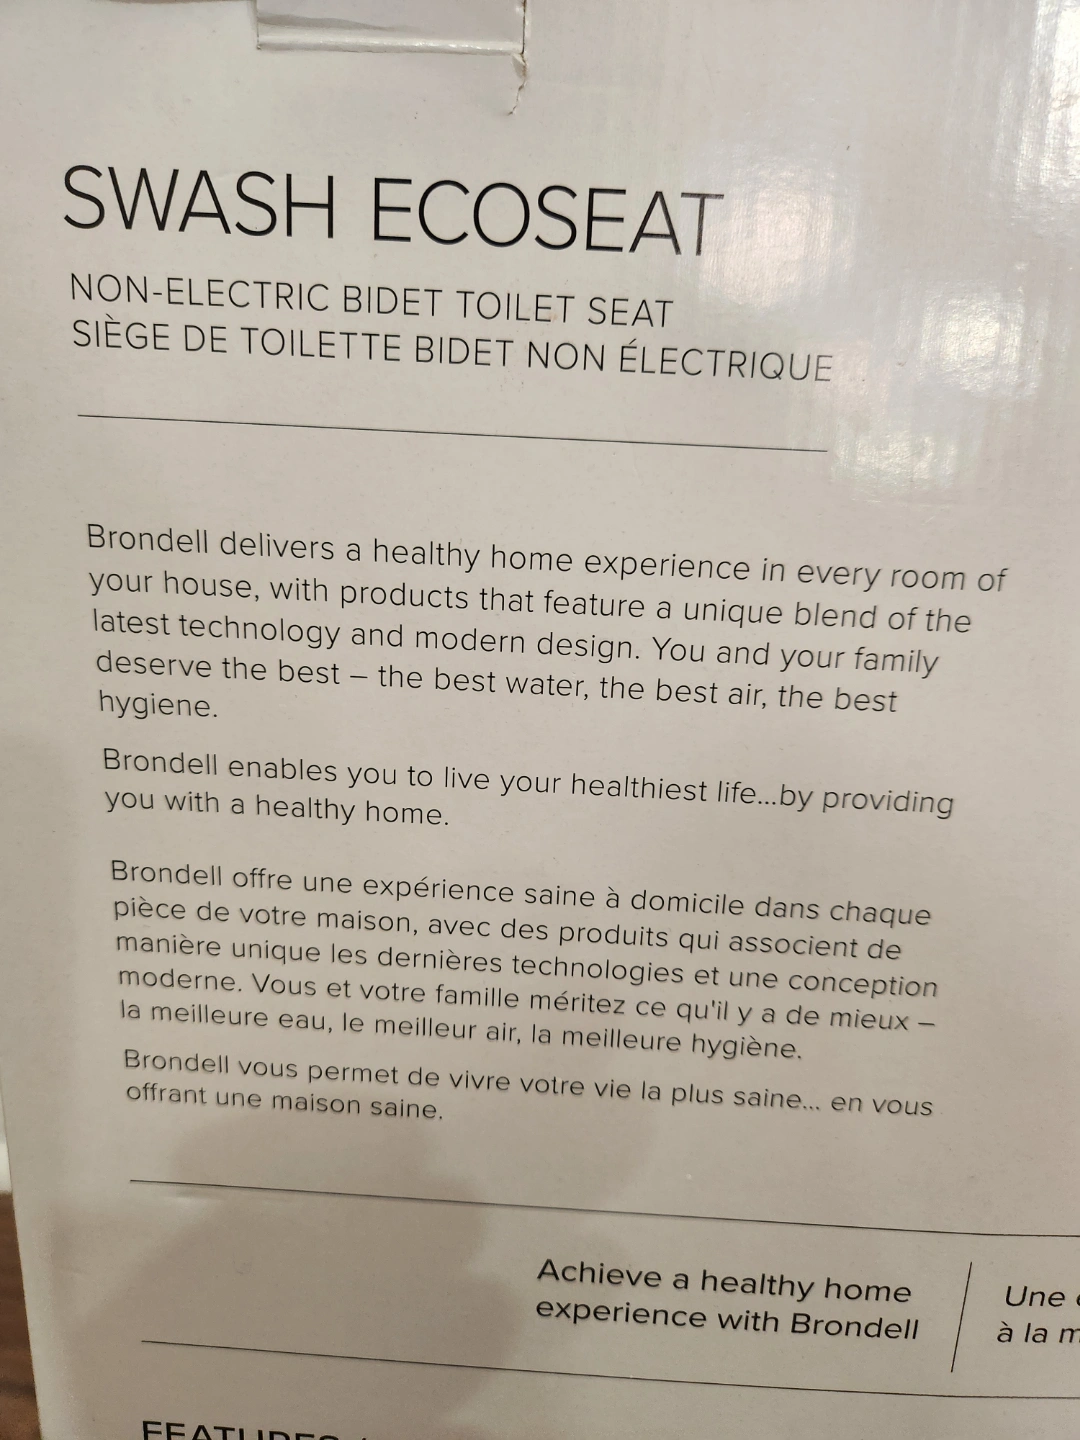 SWASH ECOSEAT
NON-ELECTRIC BIDET TOILET SEAT
SIÈGE DE TOILETTE BIDET NON ÉLECTRIQUE
Brondell delivers a healthy home experience in every room of
your house, with products that feature a unique blend of the
latest technology and modern design. You and your family
deserve the best – the best water, the best air, the best
hygiene.
Brondell enables you to live your healthiest life...by providing
you with a healthy home.
Brondell offre une expérience saine à domicile dans chaque
pièce de votre maison, avec des produits qui associent de
manière unique les dernières technologies et une conception
moderne. Vous et votre famille méritez ce qu'il y a de mieux –
la meilleure eau, le meilleur air, la meilleure hygiène.
Brondell vous permet de vivre votre vie la plus saine... en vous
offrant une maison saine.
Achieve a healthy home
experience with Brondell
Une
à la
FEATURES